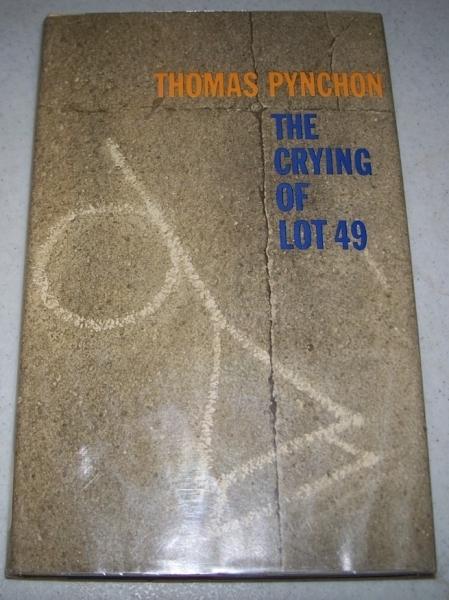 THOMAS PYNCHON
THE
CRYING
OF
LOT 49